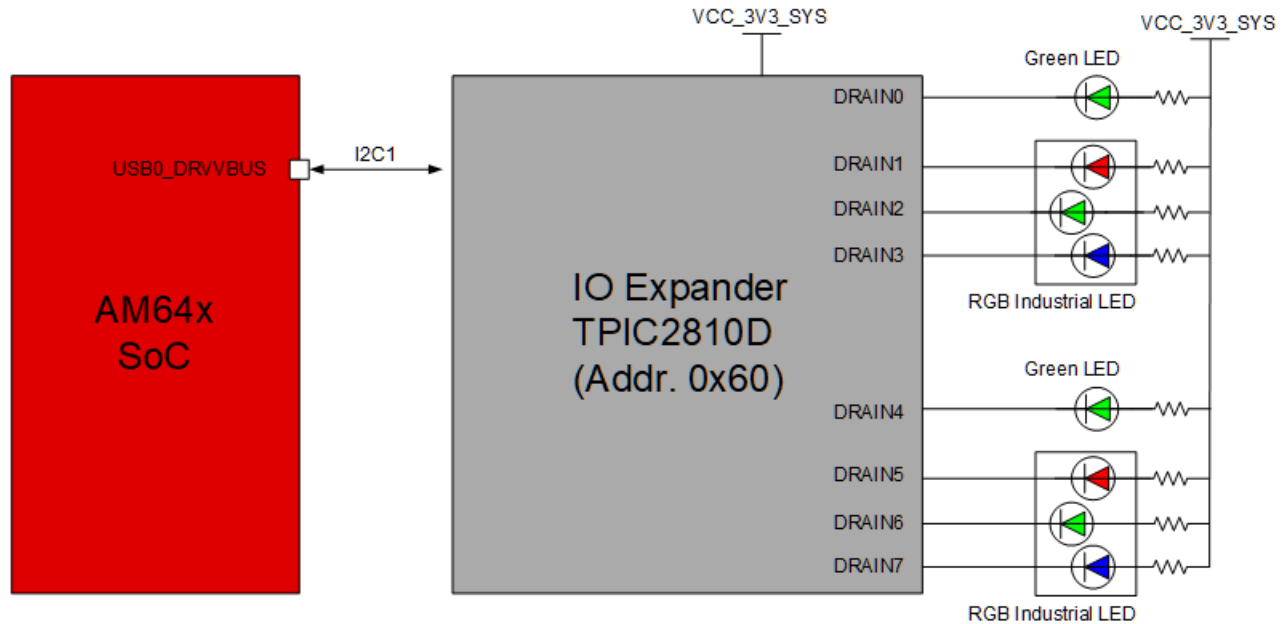 VCC_3V3_SYS
VCC_3V3_SYS
Green LED
DRAIN0
USB0_DRVVBUS
I2C1
DRAIN1
DRAIN2
DRAIN3
RGB Industrial LED
AM64x
SoC
IO Expander
TPIC2810D
(Addr. 0x60)
Green LED
DRAIN4
DRAIN5
DRAIN6
DRAIN7
RGB Industrial LED